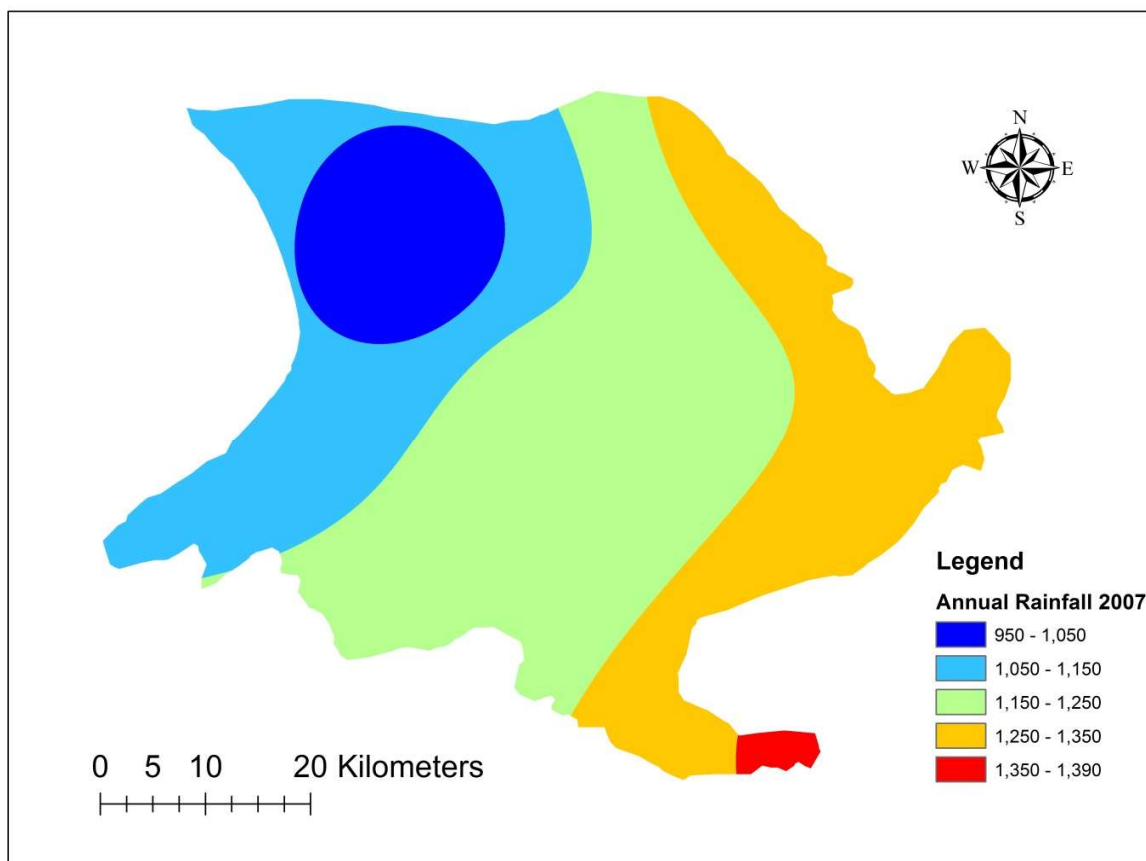 N
W E
S
Legend
Annual Rainfall 2007
950 - 1,050
1,050 - 1,150
1,150 - 1,250
1,250 - 1,350
1,350 - 1,390
0 5 10 20 Kilometers